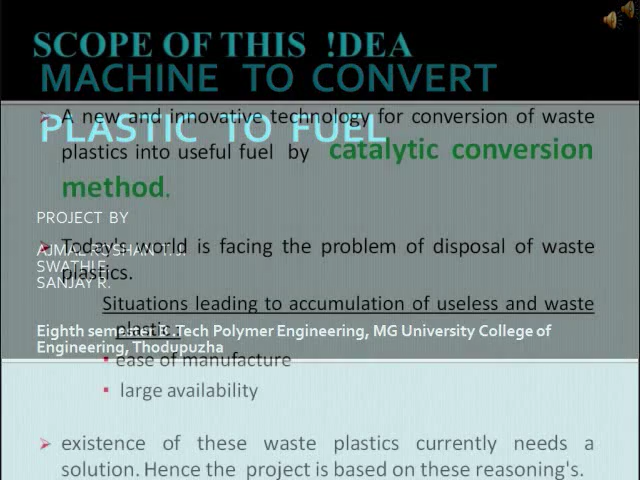 SCOPE OF THIS !DEA
MACHINE TO CONVERT
PLASTIC TO FUEL
A new and innovative technology for conversion of waste
plastics into useful fuel by catalytic conversion
method.
PROJECT BY
AJMAL ROSHAN T.J.
SWATHI E
SANJAY R.
Eighth semester B.Tech Polymer Engineering, MG University College of
Engineering, Thodupuzha
Today's world is facing the problem of disposal of waste
plastics.
Situations leading to accumulation of useless and waste
plastic :
ease of manufacture
large availability
existence of these waste plastics currently needs a
solution. Hence the project is based on these reasoning's.